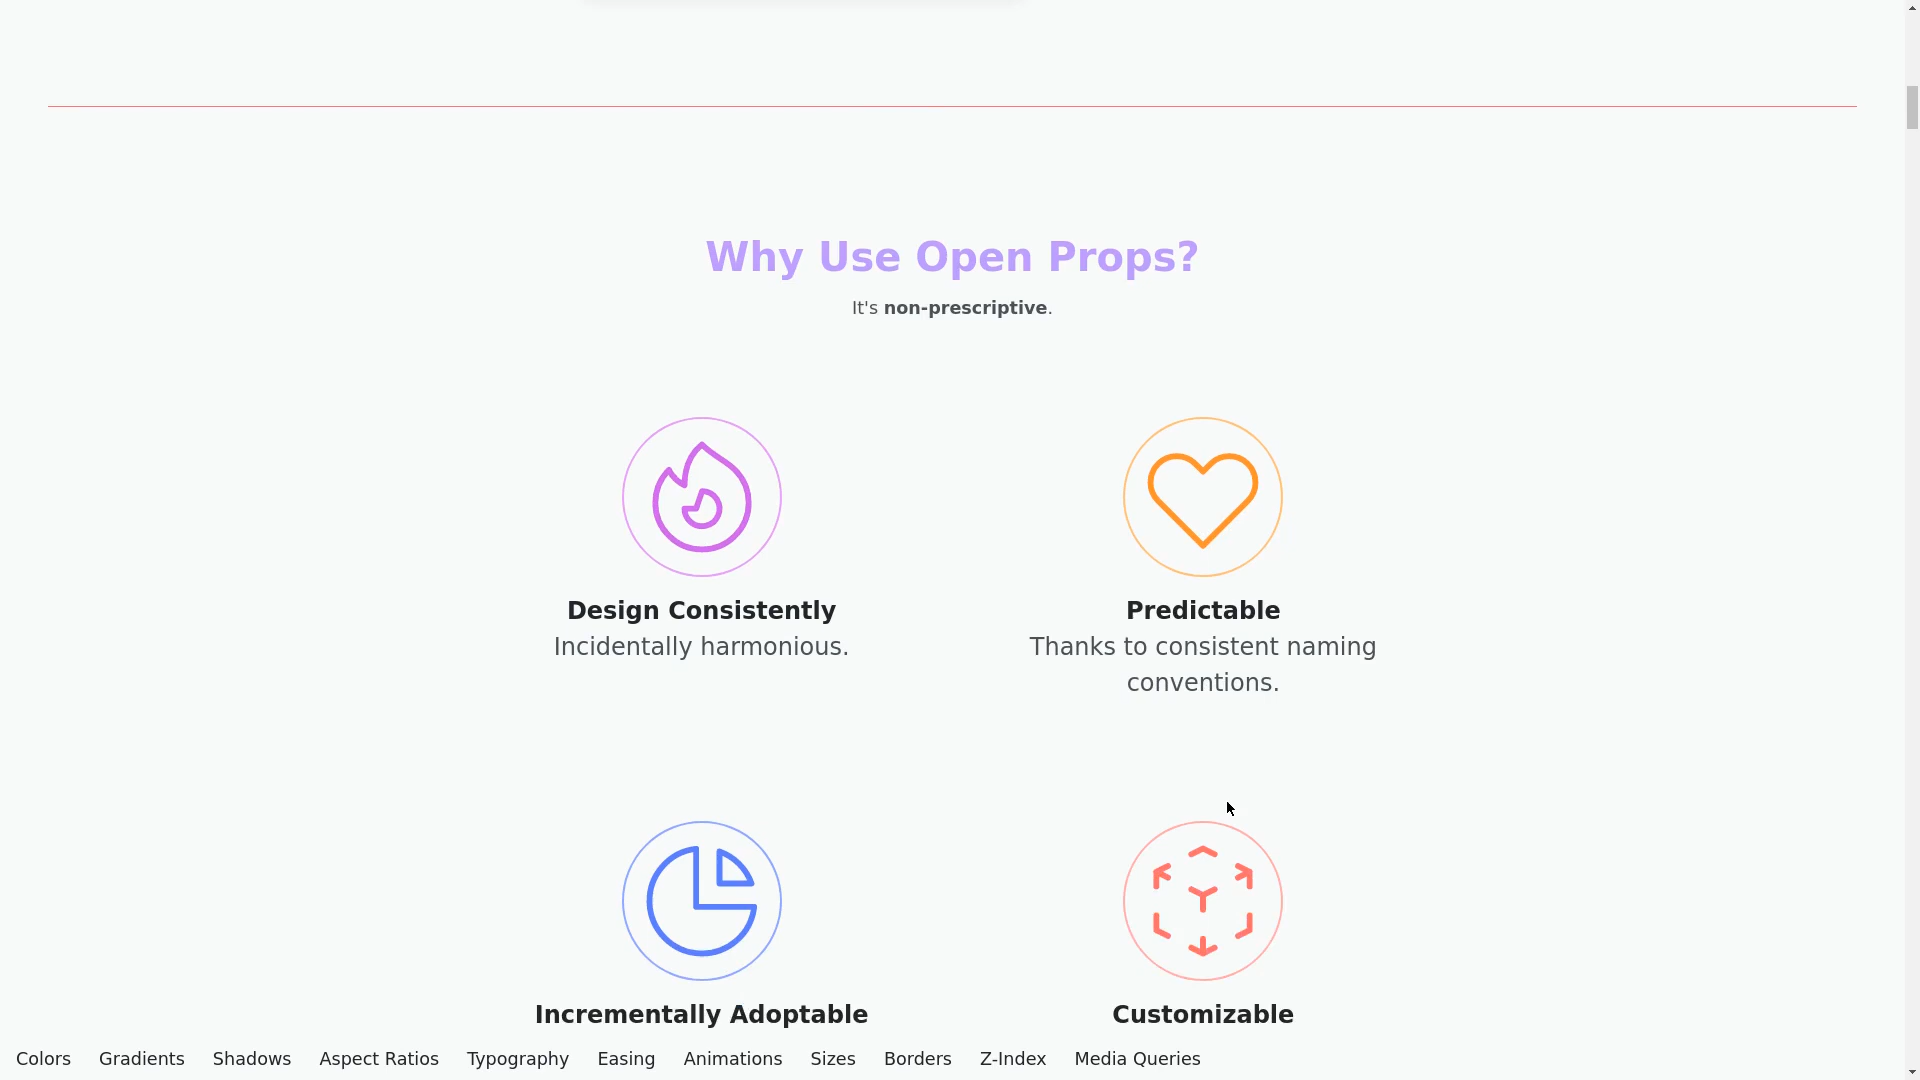 Why Use Open Props?
It's non-prescriptive.
Design Consistently
Incidentally harmonious.
Predictable
Thanks to consistent naming
conventions.
Incrementally Adoptable
Customizable
Colors Gradients Shadows Aspect Ratios Typography Easing Animations Sizes Borders Z-Index Media Queries